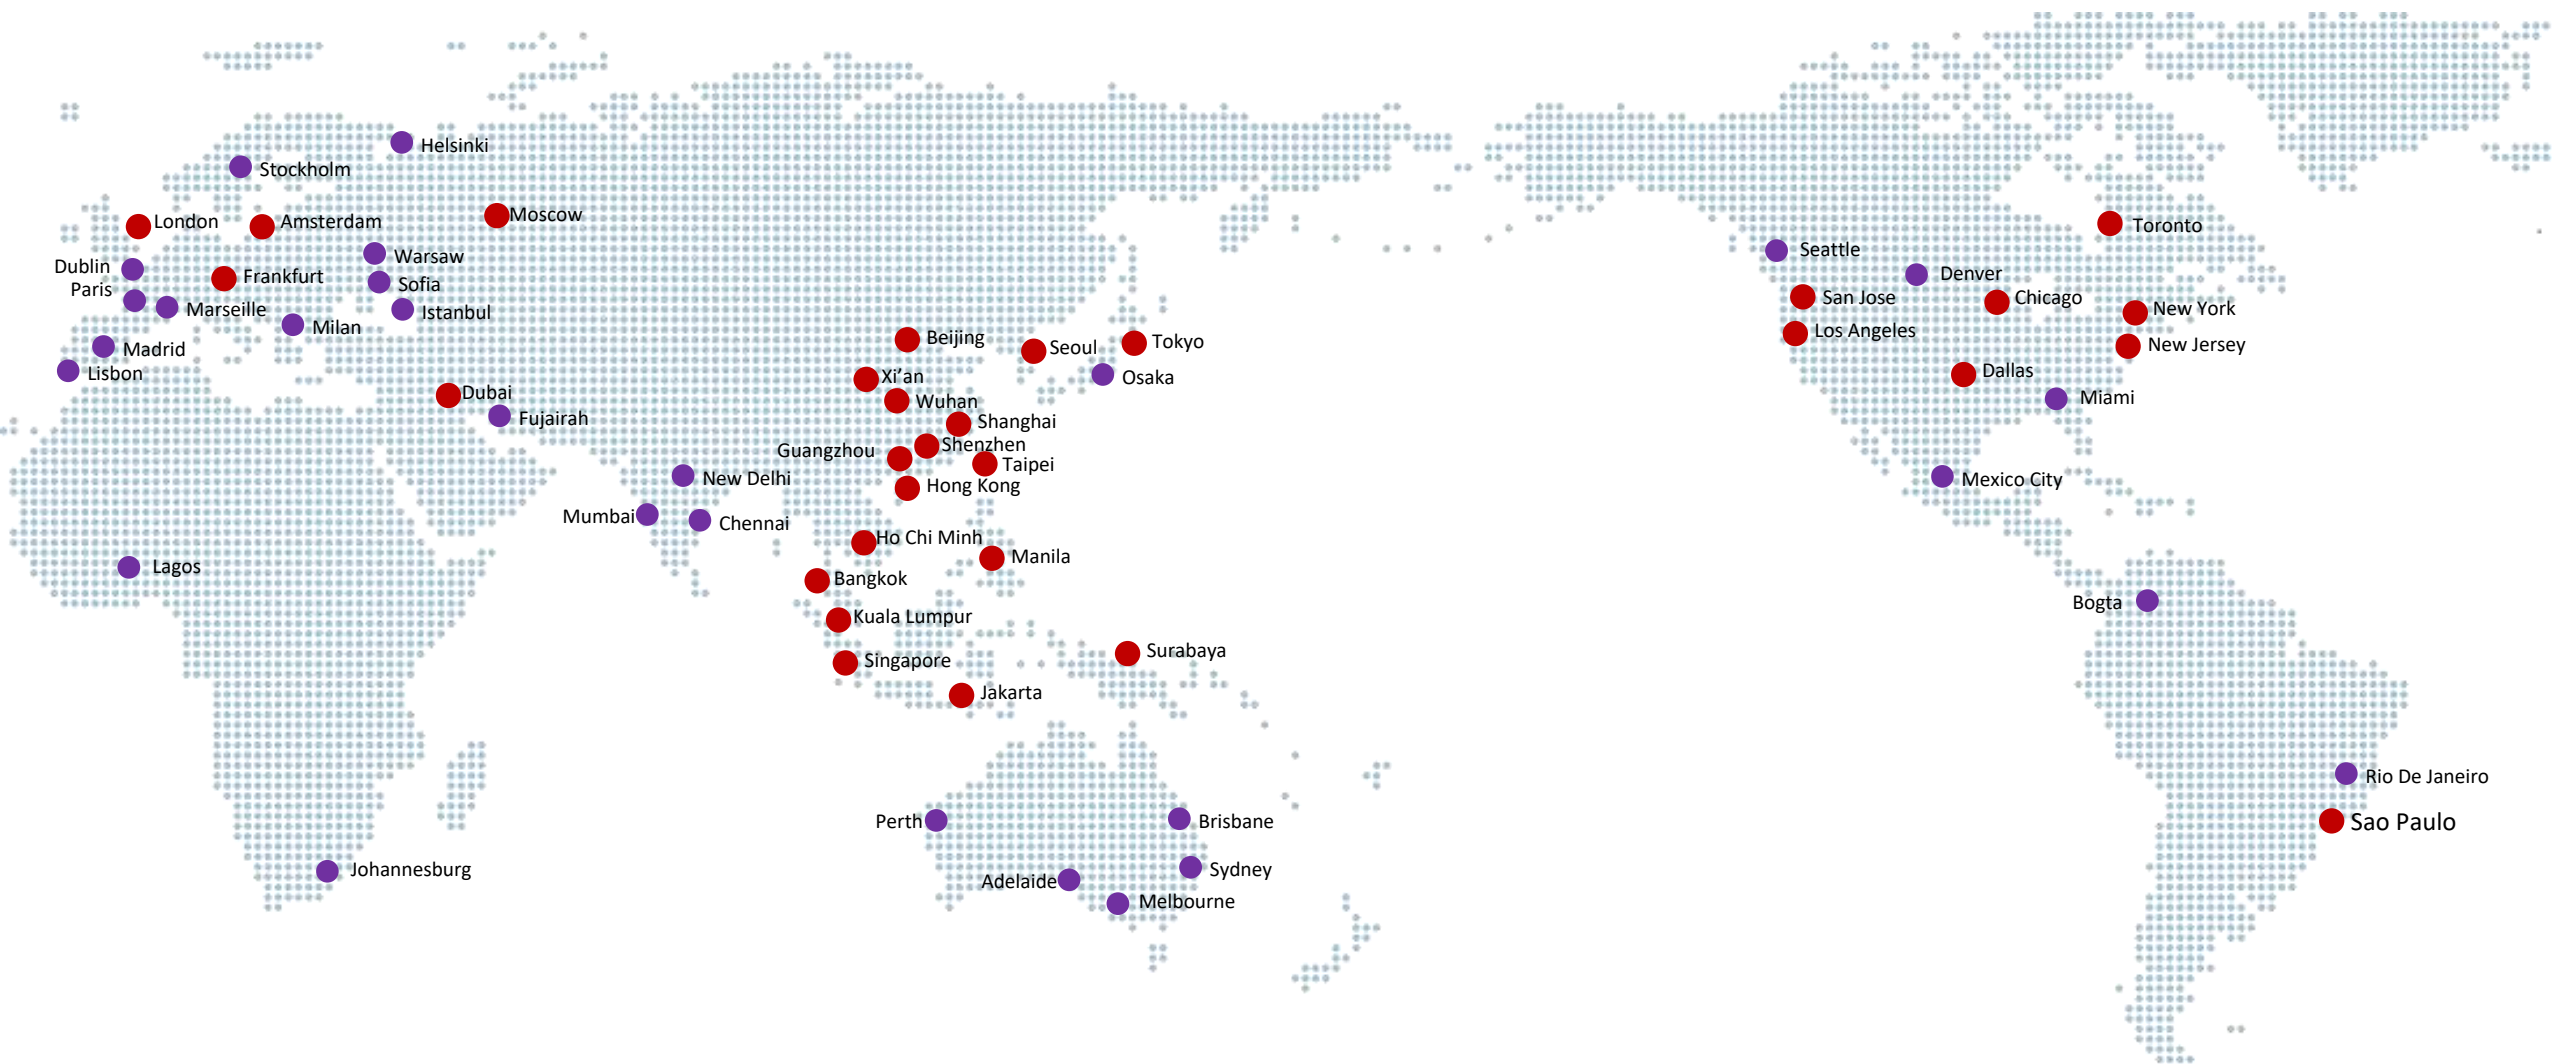 Helsinki
Stockholm
Moscow
London
Amsterdam
Warsaw
Dublin
Frankfurt
Sofia
Paris
Marseille
Istanbul
Milan
Madrid
Lisbon
Dubai
Fujairah
Beijing
Seoul
Tokyo
Xi’an
Osaka
Wuhan
Shanghai
Shenzhen
Guangzhou
Taipei
New Delhi
Hong Kong
Mumbai
Chennai
Ho Chi Minh
Manila
Lagos
Bangkok
Kuala Lumpur
Surabaya
Singapore
Jakarta
Perth
Brisbane
Johannesburg
Sydney
Adelaide
Melbourne
Toronto
Seattle
Denver
San Jose
Chicago
New York
Los Angeles
New Jersey
Dallas
Miami
Mexico City
Bogta
Rio De Janeiro
Sao Paulo